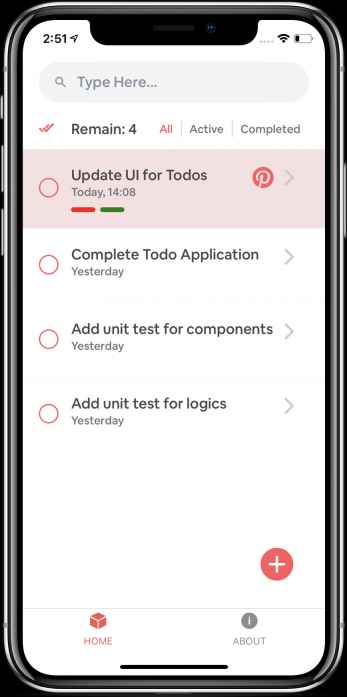 2:51
Type Here...
Remain: 4 All Active Completed
Update UI for Todos
Today, 14:08
Complete Todo Application
Yesterday
Add unit test for components
Yesterday
Add unit test for logics
Yesterday
HOME ABOUT